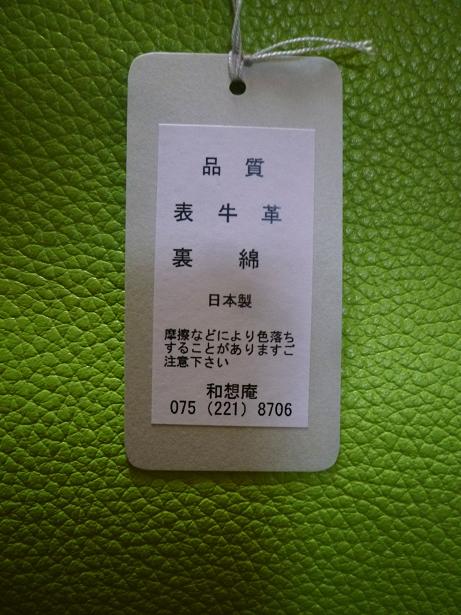 品 質
表 牛 革
裏 綿
日本製
摩擦などにより色落ち
することがありますご
注意下さい
和想庵
075 (221) 8706